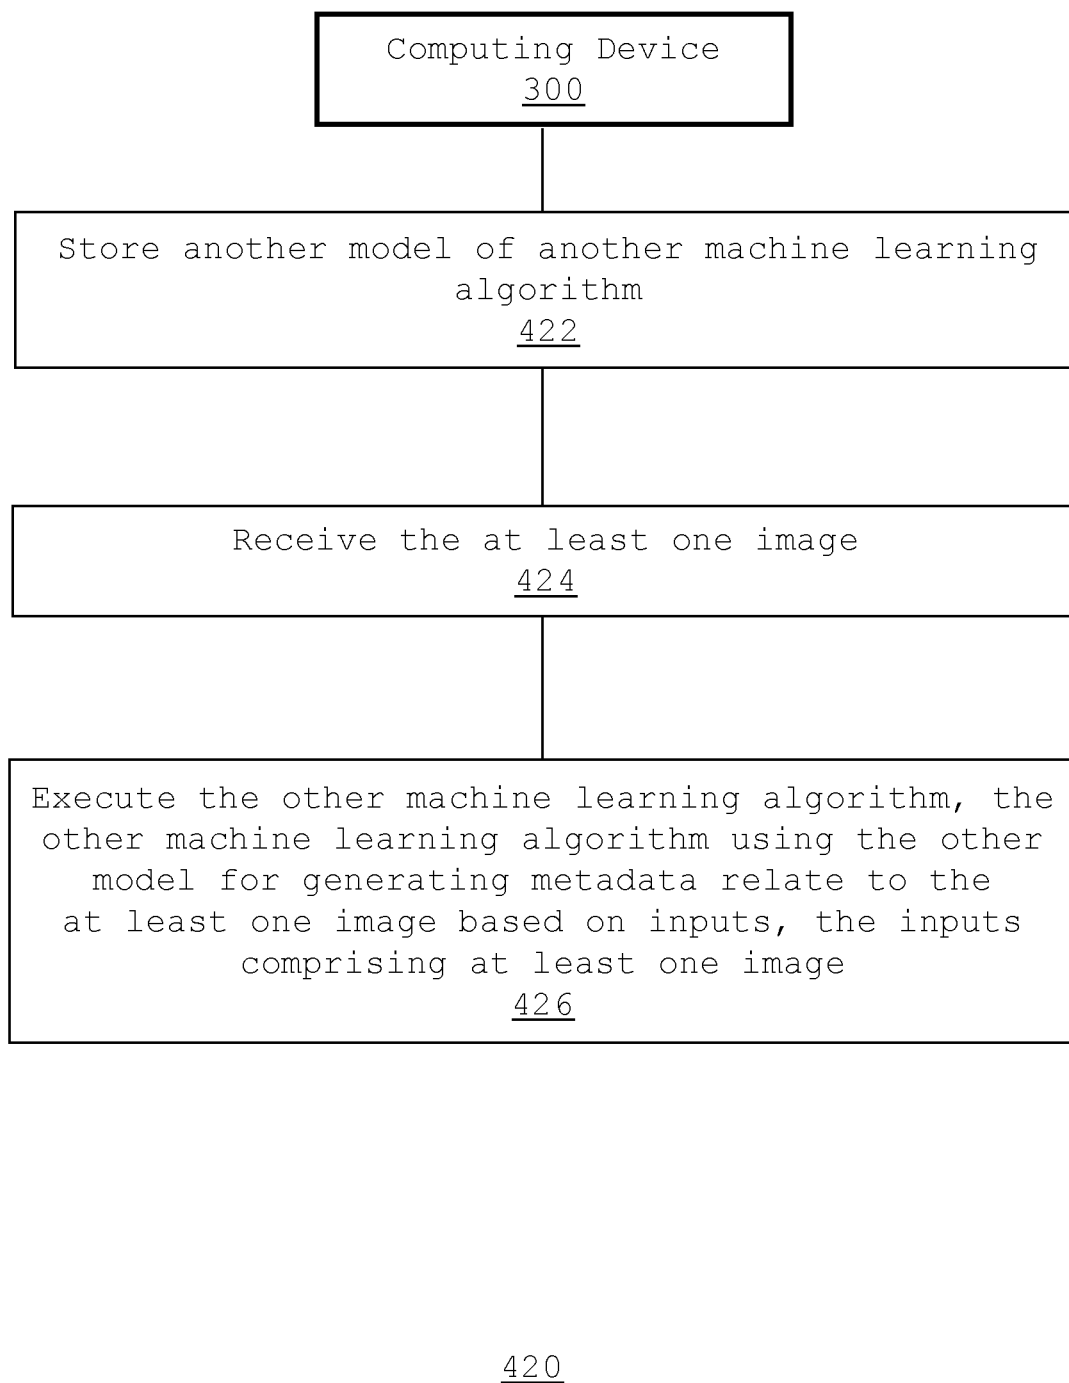 Computing Device
300
Store another model of another machine learning
algorithm
422
Receive the at least one image
424
Execute the other machine learning algorithm, the
other machine learning algorithm using the other
model for generating metadata relate to the
at least one image based on inputs, the inputs
comprising at least one image
426
420